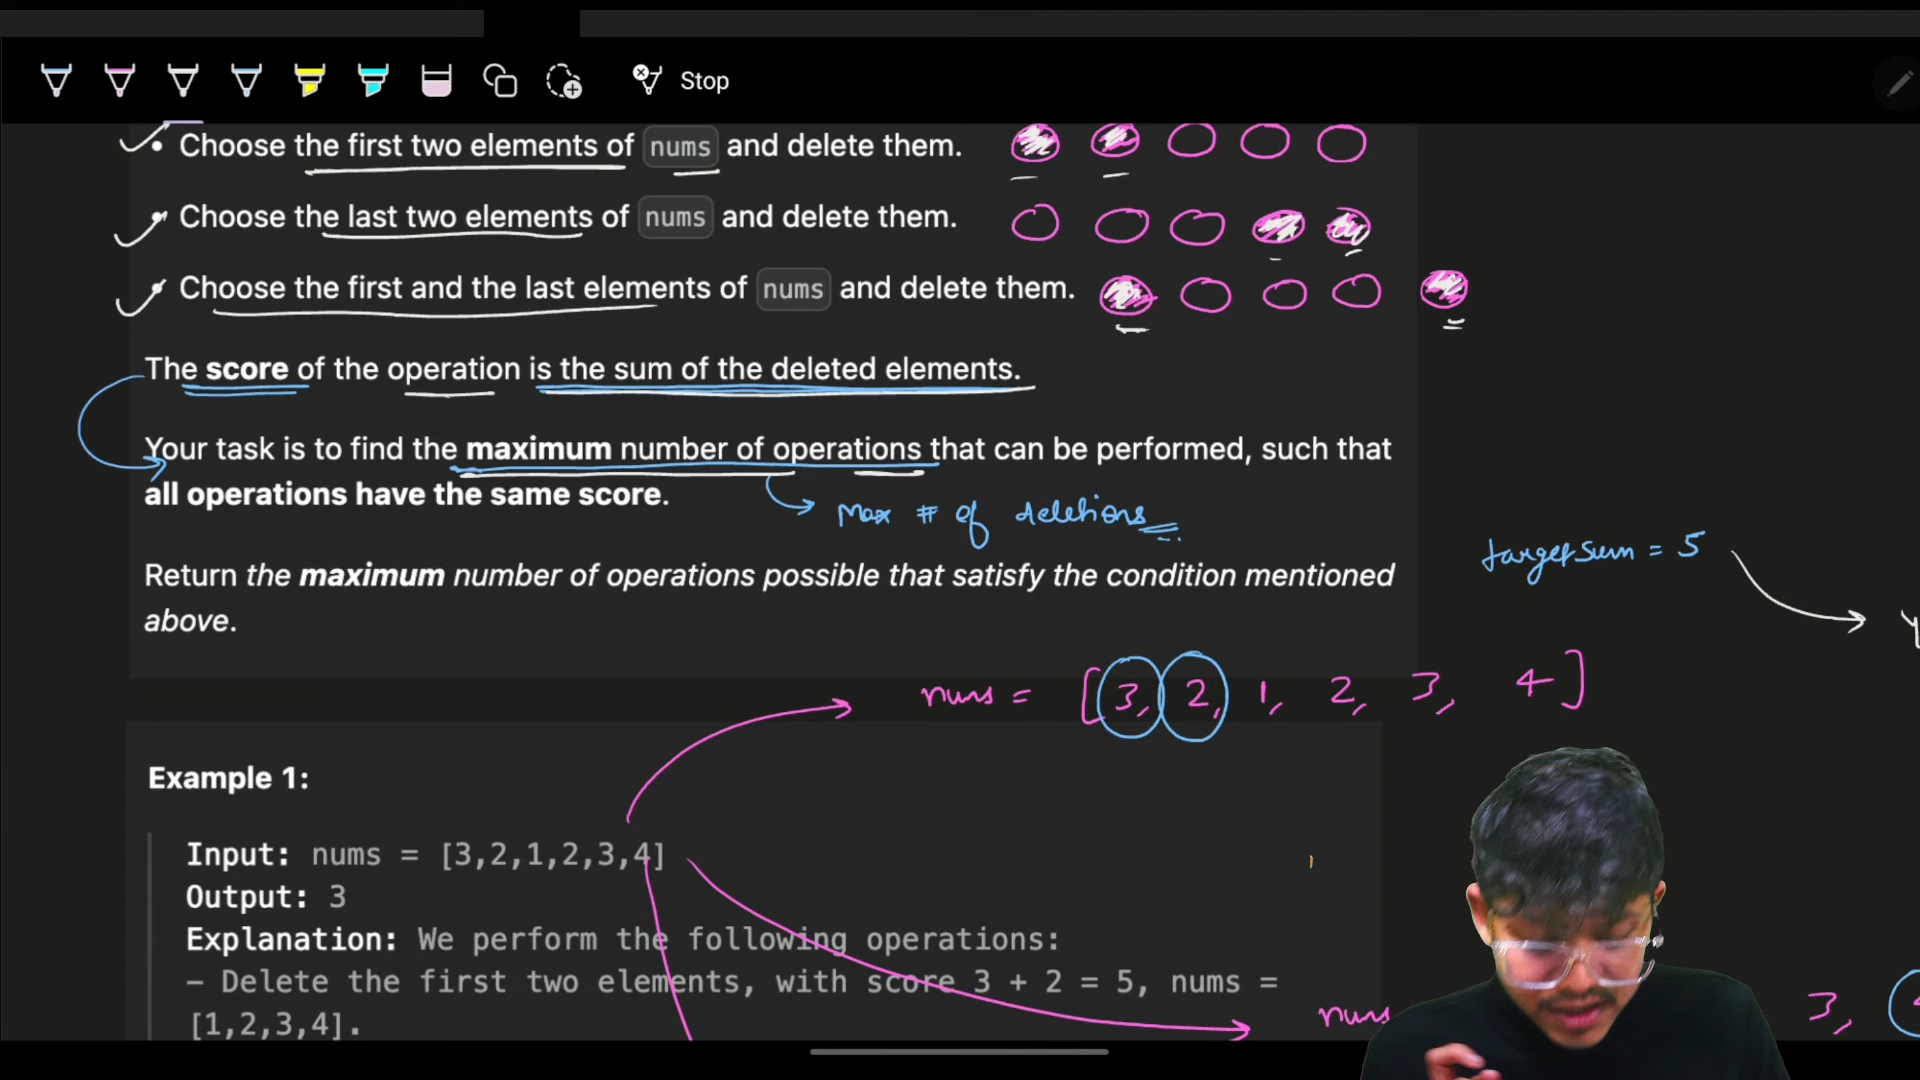 Stop
• Choose the first two elements of nums and delete them.
• Choose the last two elements of nums and delete them.
• Choose the first and the last elements of nums and delete them.
The score of the operation is the sum of the deleted elements.
Your task is to find the maximum number of operations that can be performed, such that
all operations have the same score.
Max # of deletions
Return the maximum number of operations possible that satisfy the condition mentioned
above.
targetsum = 5
nums = [3, 2, 1, 2, 3, 4]
Example 1:
Input: nums = [3,2,1,2,3,4]
Output: 3
Explanation: We perform the following operations:
- Delete the first two elements, with score 3 + 2 = 5, nums =
[1,2,3,4].
nums
3,